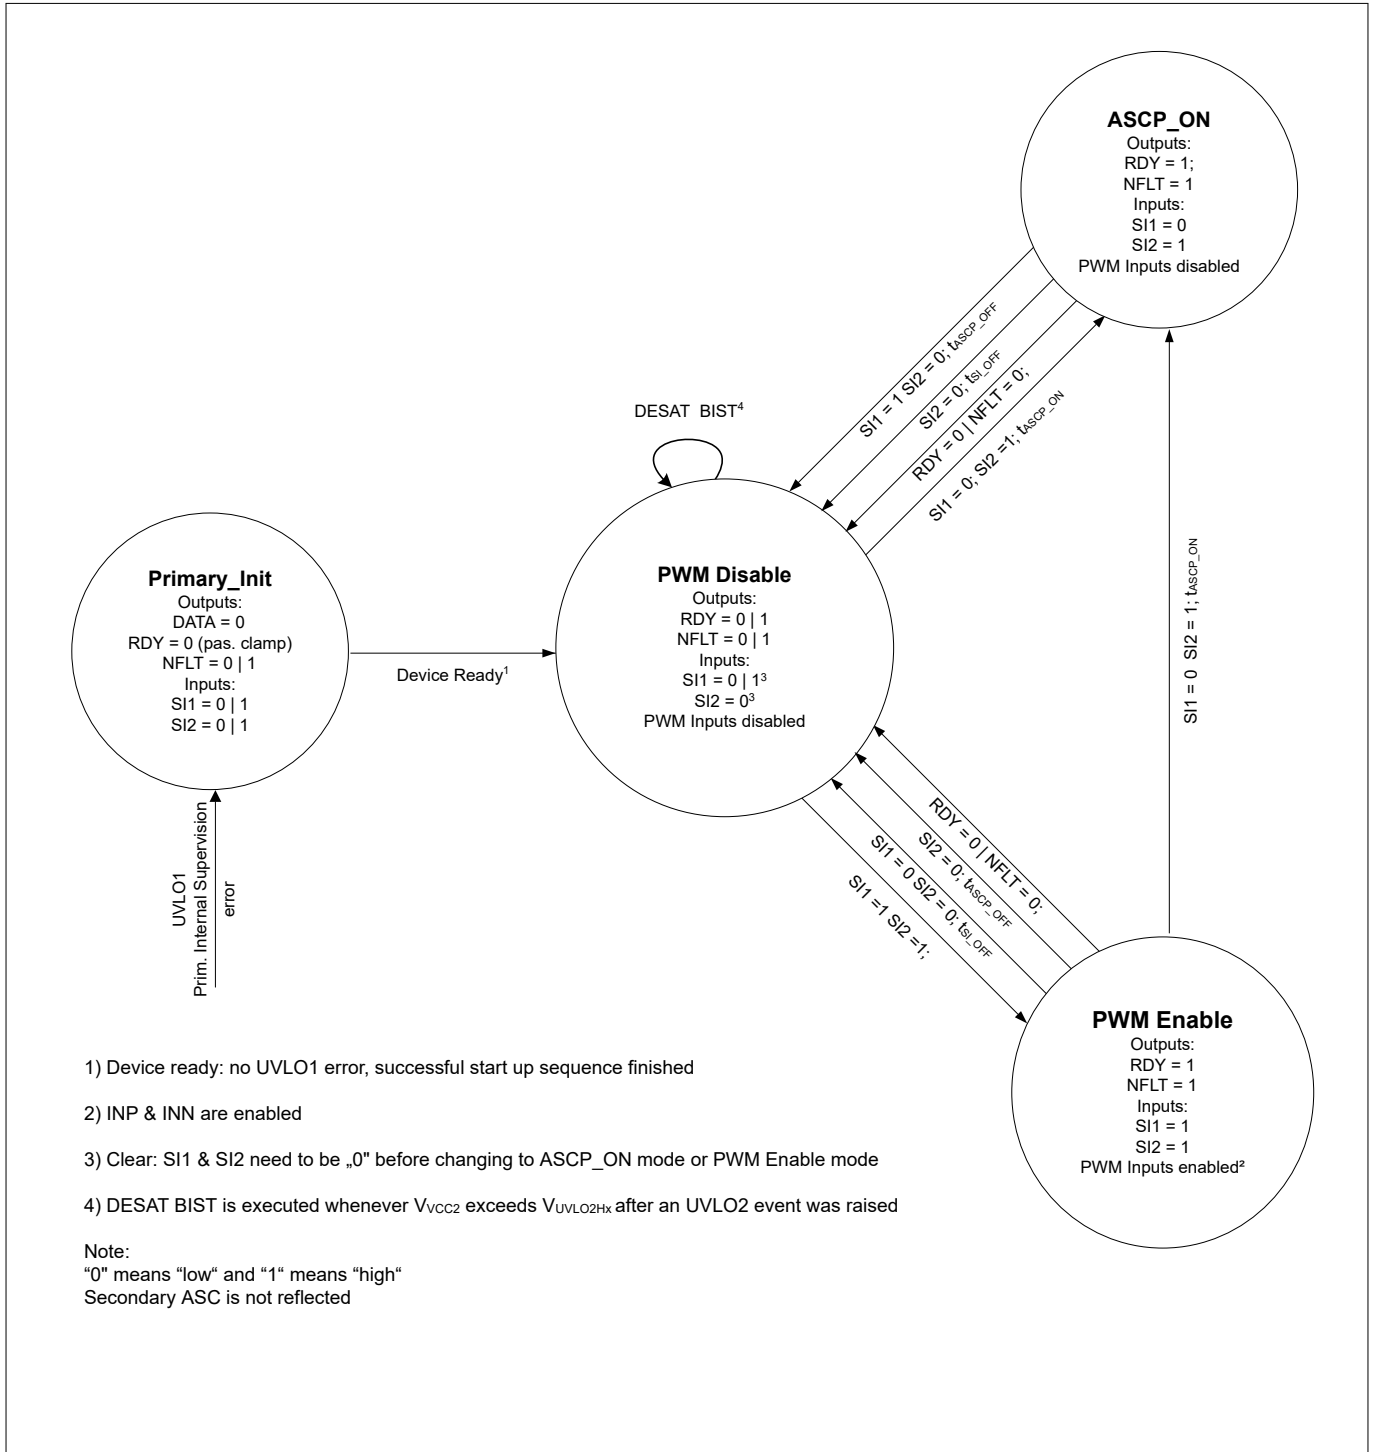 ASCP_ON
Outputs:
RDY = 1;
NFLT = 1
Inputs:
SI1 = 0
SI2 = 1
PWM Inputs disabled
SI1 = 1 SI2 = 0; tASCP_OFF
SI2 = 0; tSI_OFF
RDY = 0 | NFLT = 0;
SI1 = 0; SI2 =1; tASCP_ON
DESAT BIST4
Primary_Init
Outputs:
DATA = 0
RDY = 0 (pas. clamp)
NFLT = 0 | 1
Inputs:
SI1 = 0 | 1
SI2 = 0 | 1
Device Ready1
PWM Disable
Outputs:
RDY = 0 | 1
NFLT = 0 | 1
Inputs:
SI1 = 0 | 1³
SI2 = 0³
PWM Inputs disabled
SI1 = 0 SI2 = 1; tASCP_ON
UVLO1
Prim. Internal Supervision
error
RDY = 0 | NFLT = 0;
SI2 = 0; tASCP_OFF
SI1 = 0 SI2 = 0; tSI_OFF
SI1 =1 SI2 =1;
PWM Enable
Outputs:
RDY = 1
NFLT = 1
Inputs:
SI1 = 1
SI2 = 1
PWM Inputs enabled²
1) Device ready: no UVLO1 error, successful start up sequence finished
2) INP & INN are enabled
3) Clear: SI1 & SI2 need to be „0" before changing to ASCP_ON mode or PWM Enable mode
4) DESAT BIST is executed whenever VVCC2 exceeds VUVLO2Hx after an UVLO2 event was raised
Note:
“0" means “low“ and “1“ means “high“
Secondary ASC is not reflected